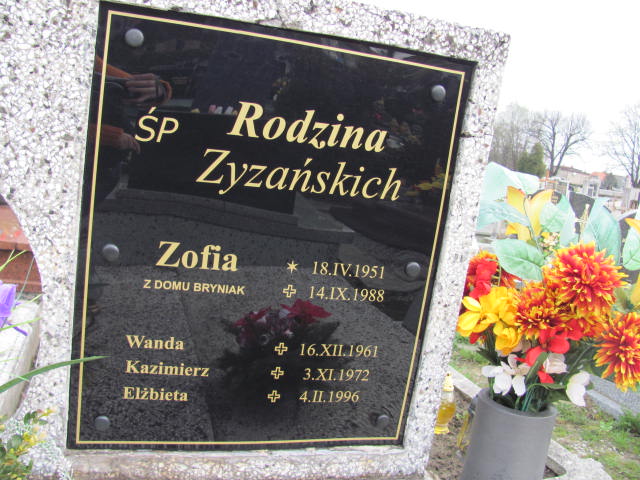 ŚP Rodzina
Zyzańskich
Zofia ✶ 18.IV.1951
Z DOMU BRYNIAK ✞ 14.IX.1988
Wanda ✞ 16.XII.1961
Kazimierz ✞ 3.XI.1972
Elżbieta ✞ 4.II.1996